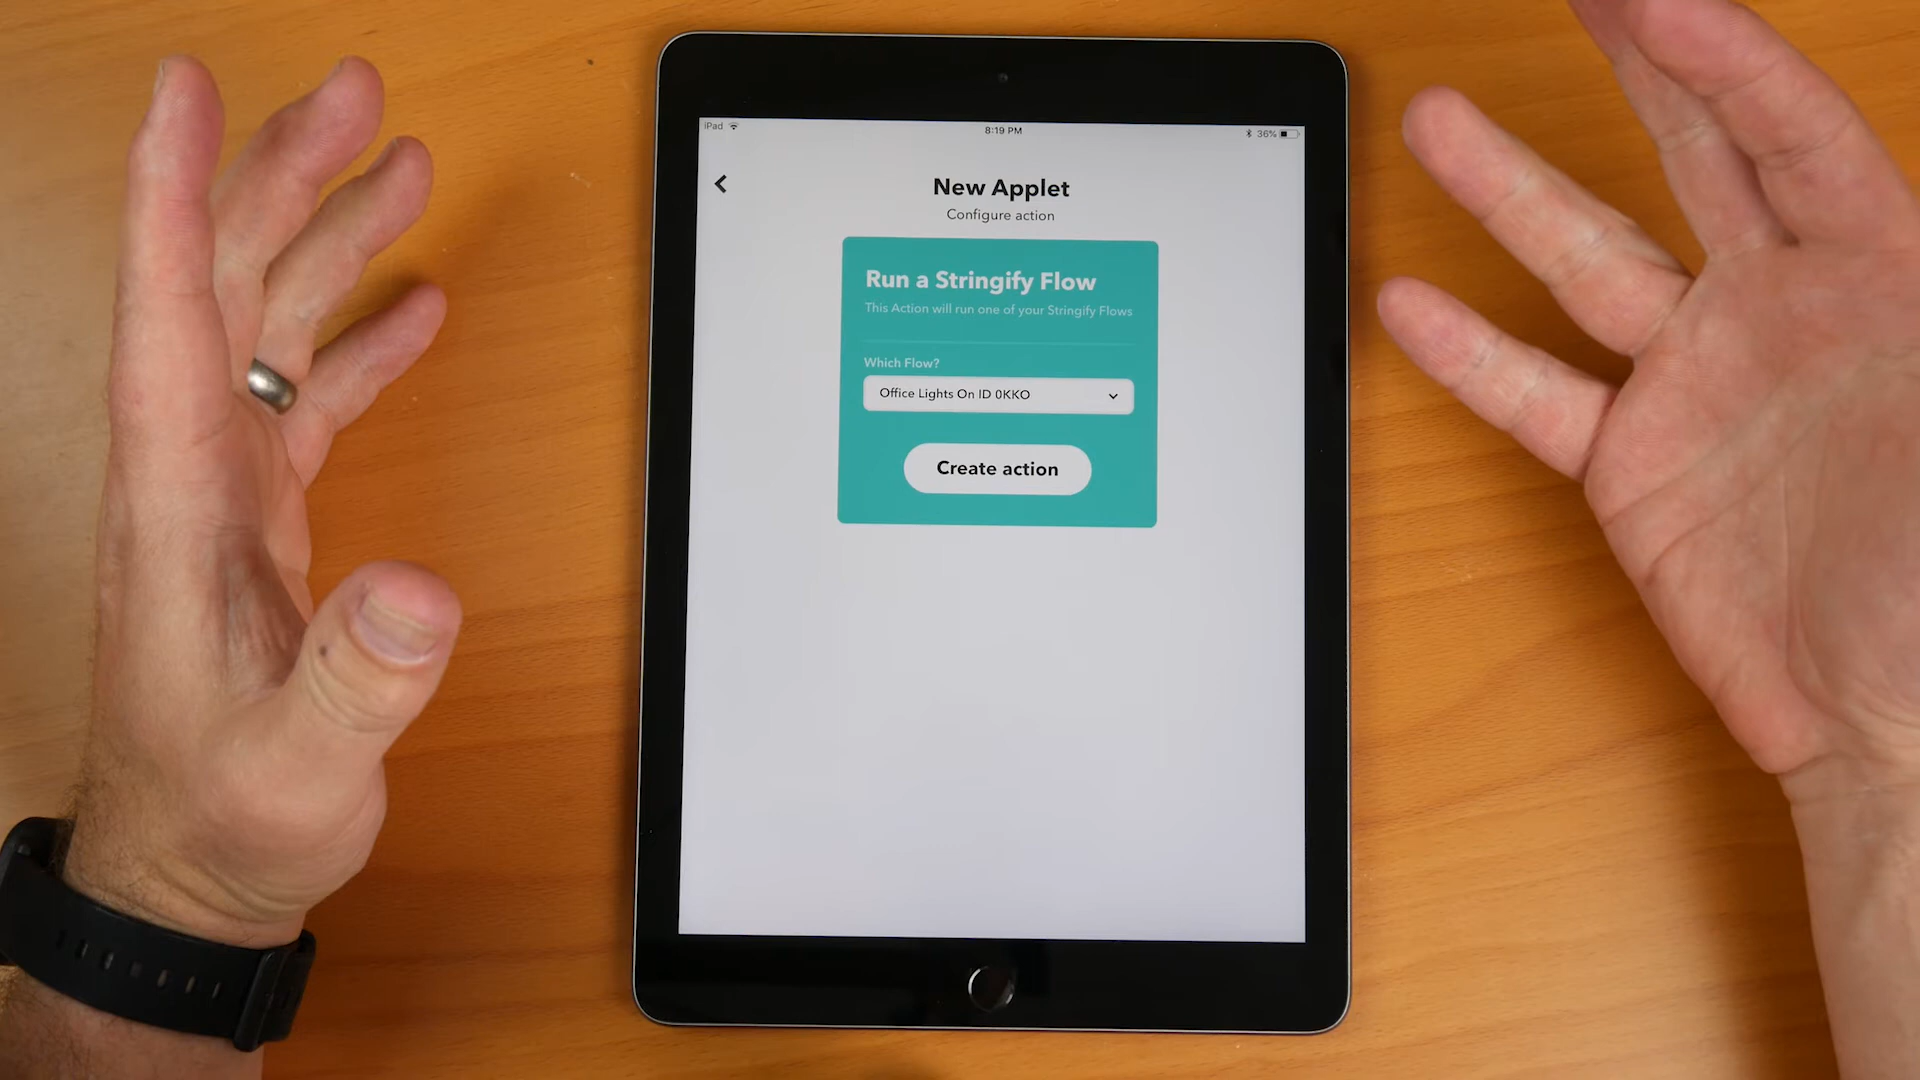 iPad
8:19 PM
36%
New Applet
Configure action
Run a Stringify Flow
This Action will run one of your Stringify Flows
Which Flow?
Office Lights On ID 0KKO
Create action